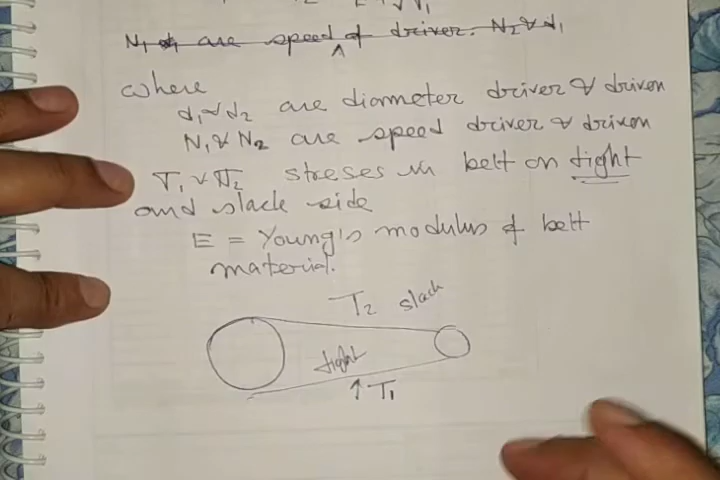 N1 d1 are speed of driver. N2 & d1
where
d1 & d2 are diameter driver & driven
N1 & N2 are speed driver & driven
T1 & T2 streses in belt on tight
and slack side
E = Young's modulus of belt
material.
T2 slack
tight
↑ T1